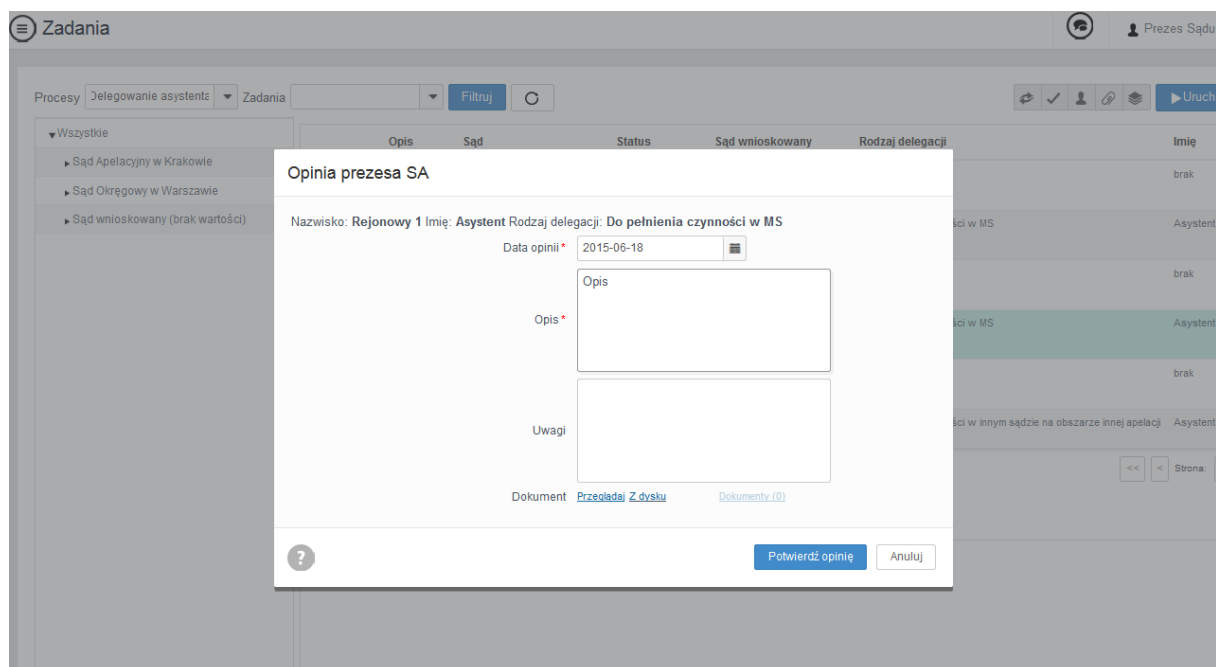 Zadania
Prezes Sądu
Procesy Delegowanie asystenta Zadania Filtruj
Uruch
Wszystkie
Sąd Apelacyjny w Krakowie
Sąd Okręgowy w Warszawie
Sąd wnioskowany (brak wartości)
Opis Sąd Status Sąd wnioskowany Rodzaj delegacji Imię
brak
ści w MS Asystent
brak
ści w MS Asystent
brak
ści w innym sądzie na obszarze innej apelacji Asystent
<< < Strona:
Opinia prezesa SA
Nazwisko: Rejonowy 1 Imię: Asystent Rodzaj delegacji: Do pełnienia czynności w MS
Data opinii * 2015-06-18
Opis * Opis
Uwagi
Dokument Przeglądaj Z dysku Dokumenty (0)
? Potwierdź opinię Anuluj